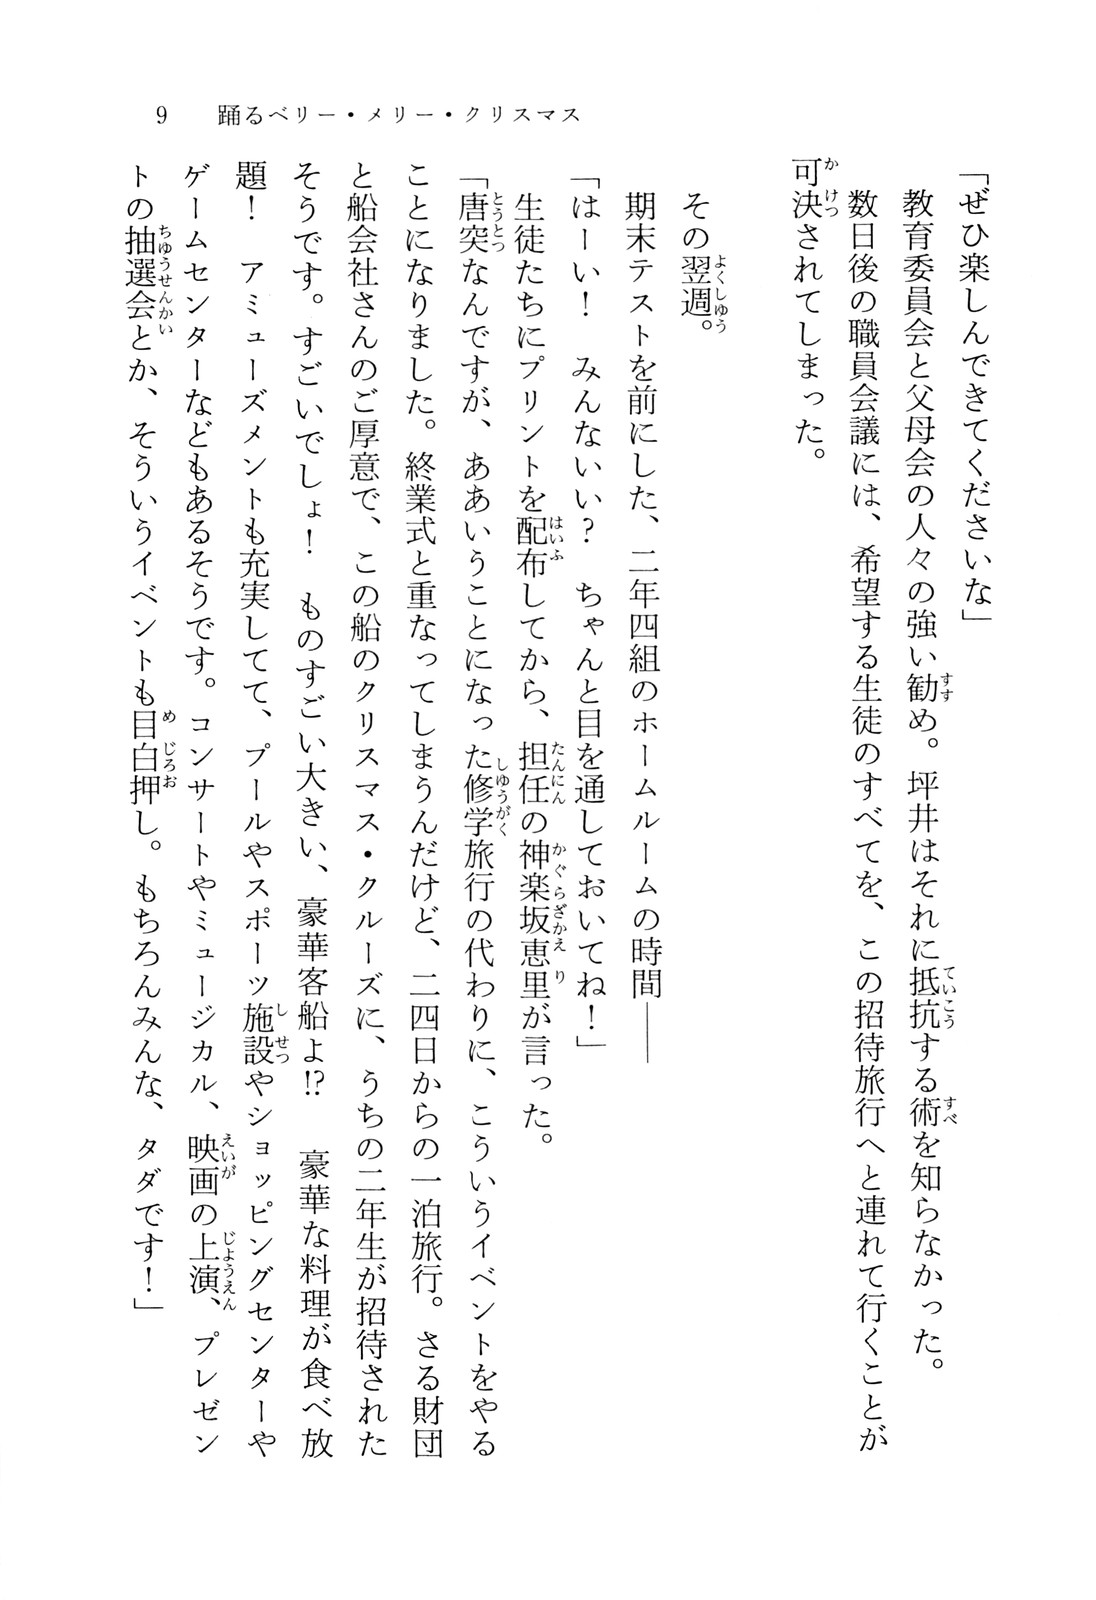 9 踊るベリー・メリー・クリスマス
「ぜひ楽しんできてくださいな」
教育委員会と父母会の人々の強い勧め。坪井はそれに抵抗する術を知らなかった。
数日後の職員会議には、希望する生徒のすべてを、この招待旅行へと連れて行くことが
可決されてしまった。
その翌週。
期末テストを前にした、二年四組のホームルームの時間——
「はーい！　みんないい？　ちゃんと目を通しておいてね！」
生徒たちにプリントを配布してから、担任の神楽坂恵里が言った。
「唐突なんですが、ああいうことになった修学旅行の代わりに、こういうイベントをやる
ことになりました。終業式と重なってしまうんだけど、二四日からの一泊旅行。さる財団
と船会社さんのご厚意で、この船のクリスマス・クルーズに、うちの二年生が招待された
そうです。すごいでしょ！　ものすごい大きい、豪華客船よ!?　豪華な料理が食べ放
題！　アミューズメントも充実してて、プールやスポーツ施設やショッピングセンターや
ゲームセンターなどもあるそうです。コンサートやミュージカル、映画の上演、プレゼン
トの抽選会とか、そういうイベントも目白押し。もちろんみんな、タダです！」